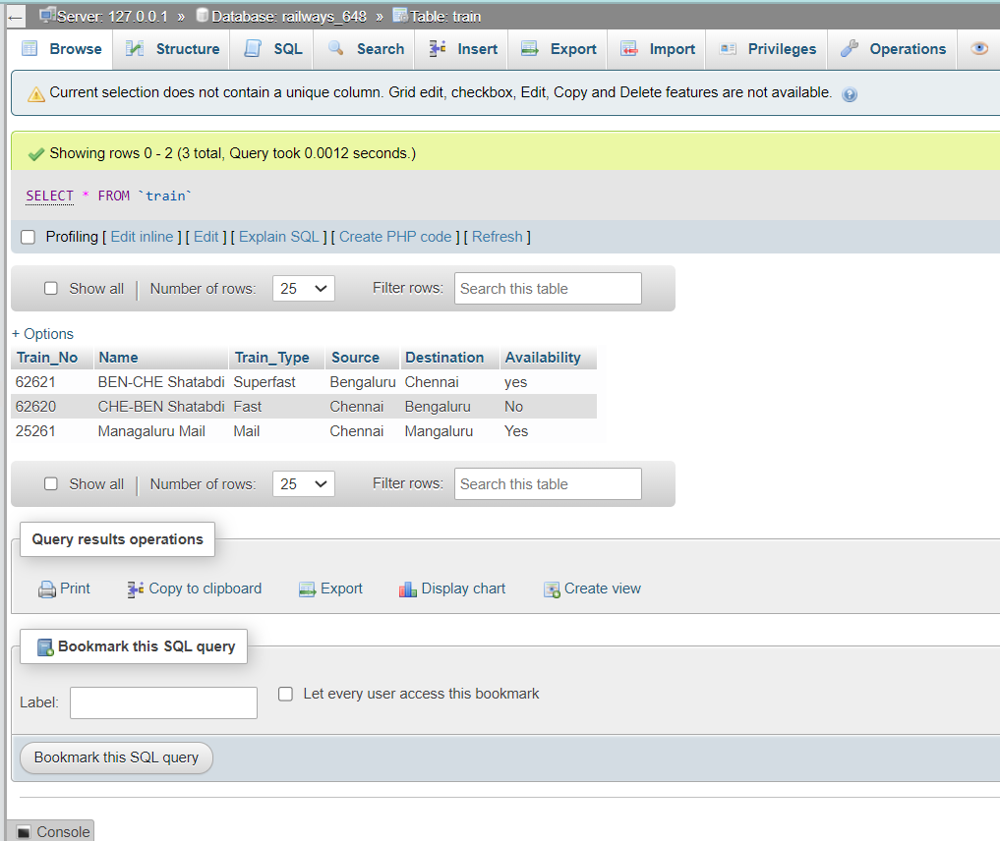 Server: 127.0.0.1 » Database: railways_648 » Table: train
Browse Structure SQL Search Insert Export Import Privileges Operations
Current selection does not contain a unique column. Grid edit, checkbox, Edit, Copy and Delete features are not available.
Showing rows 0 - 2 (3 total, Query took 0.0012 seconds.)
SELECT * FROM `train`
Profiling [ Edit inline ] [ Edit ] [ Explain SQL ] [ Create PHP code ] [ Refresh ]
Show all | Number of rows: 25 Filter rows: Search this table
+ Options
Train_No Name Train_Type Source Destination Availability
62621 BEN-CHE Shatabdi Superfast Bengaluru Chennai yes
62620 CHE-BEN Shatabdi Fast Chennai Bengaluru No
25261 Managaluru Mail Mail Chennai Mangaluru Yes
Show all | Number of rows: 25 Filter rows: Search this table
Query results operations
Print Copy to clipboard Export Display chart Create view
Bookmark this SQL query
Label: Let every user access this bookmark
Bookmark this SQL query
Console